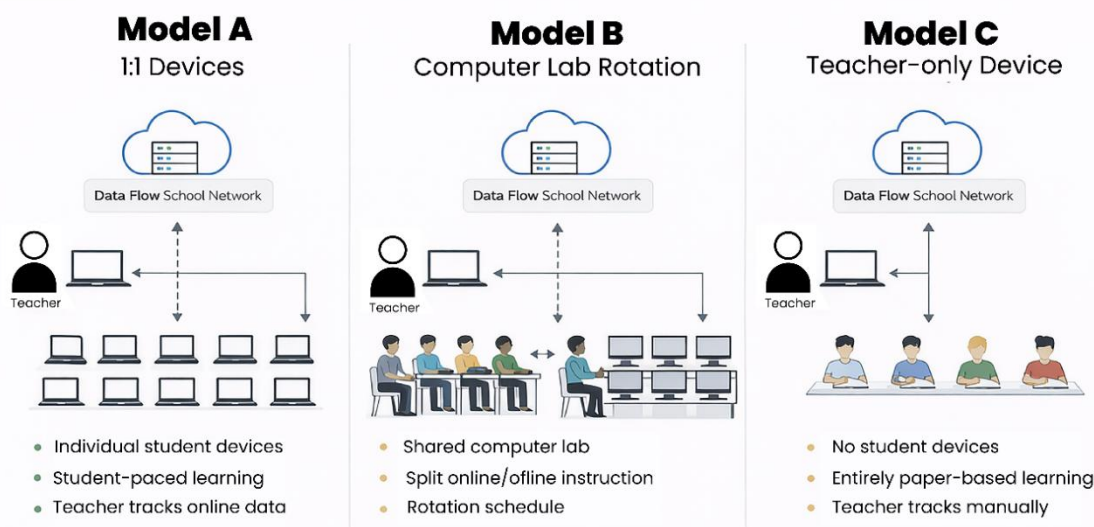 Model A
1:1 Devices
Data Flow School Network
Teacher
Individual student devices
Student-paced learning
Teacher tracks online data
Model B
Computer Lab Rotation
Data Flow School Network
Teacher
Shared computer lab
Split online/ofline instruction
Rotation schedule
Model C
Teacher-only Device
Data Flow School Network
Teacher
No student devices
Entirely paper-based learning
Teacher tracks manually